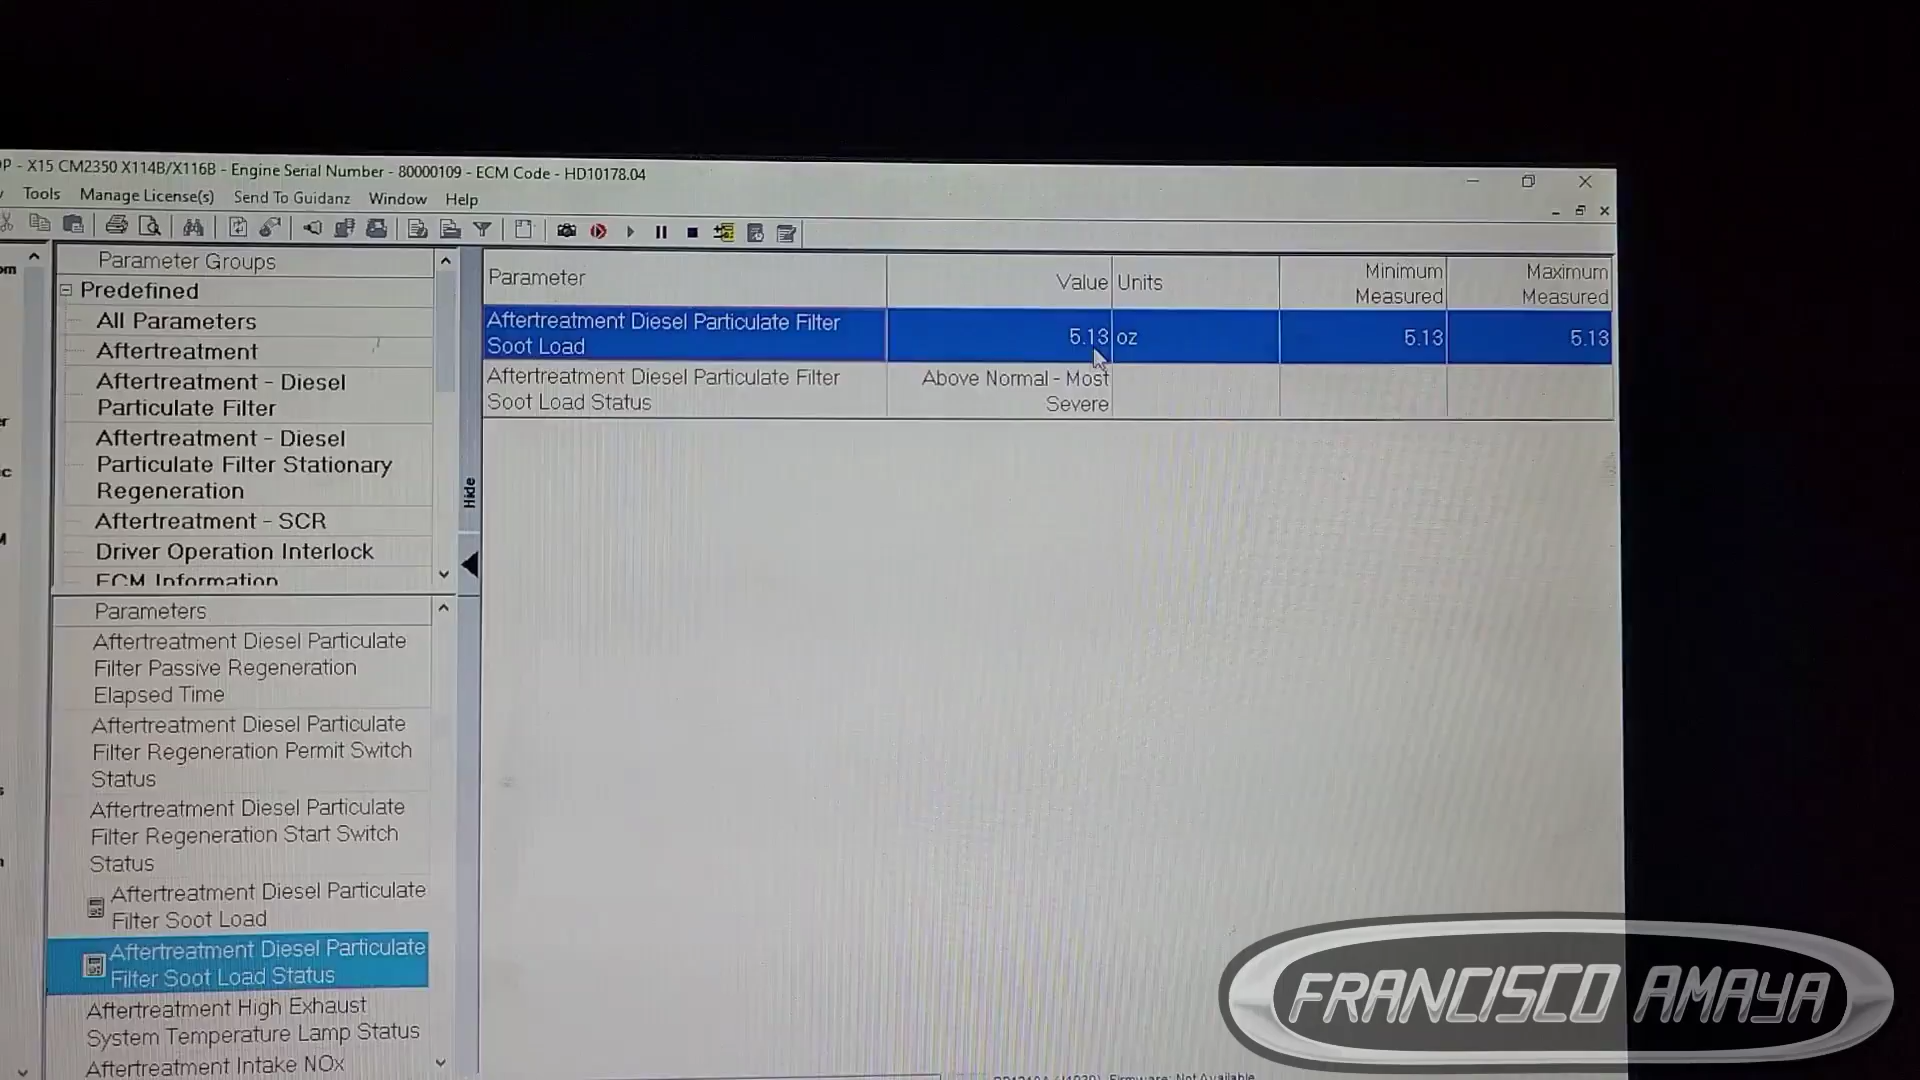 P - X15 CM2350 X114B/X116B - Engine Serial Number - 80000109 - ECM Code - HD10178.04
Tools Manage License(s) Send To Guidanz Window Help
Parameter Groups
Predefined
All Parameters
Aftertreatment
Aftertreatment - Diesel
Particulate Filter
Aftertreatment - Diesel
Particulate Filter Stationary
Regeneration
Aftertreatment - SCR
Driver Operation Interlock
ECM Information
Hide
Parameters
Aftertreatment Diesel Particulate
Filter Passive Regeneration
Elapsed Time
Aftertreatment Diesel Particulate
Filter Regeneration Permit Switch
Status
Aftertreatment Diesel Particulate
Filter Regeneration Start Switch
Status
Aftertreatment Diesel Particulate
Filter Soot Load
Aftertreatment Diesel Particulate
Filter Soot Load Status
Aftertreatment High Exhaust
System Temperature Lamp Status
Aftertreatment Intake NOx
Parameter Value Units Minimum Measured Maximum Measured
Aftertreatment Diesel Particulate Filter
Soot Load 5.13 oz 5.13 5.13
Aftertreatment Diesel Particulate Filter
Soot Load Status Above Normal - Most
Severe
Firmware: Not Available
FRANCISCO AMAYA